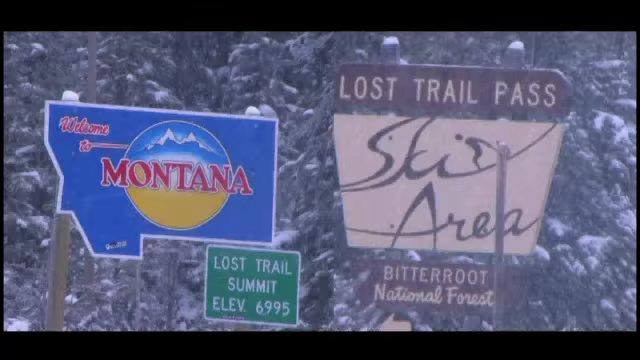 Welcome
to
MONTANA
LOST TRAIL
SUMMIT
ELEV. 6995
LOST TRAIL PASS
Ski
Area
BITTERROOT
National Forest